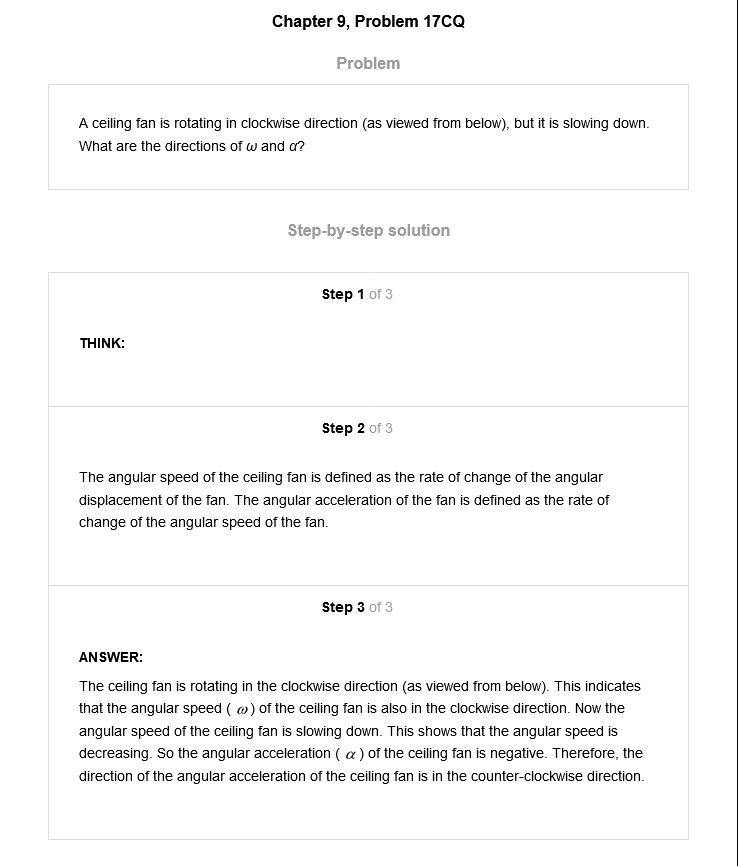 Chapter 9, Problem 17CQ
Problem
A ceiling fan is rotating in clockwise direction (as viewed from below), but it is slowing down.
What are the directions of ω and α?
Step-by-step solution
Step 1 of 3
THINK:
Step 2 of 3
The angular speed of the ceiling fan is defined as the rate of change of the angular
displacement of the fan. The angular acceleration of the fan is defined as the rate of
change of the angular speed of the fan.
Step 3 of 3
ANSWER:
The ceiling fan is rotating in the clockwise direction (as viewed from below). This indicates
that the angular speed ( ω ) of the ceiling fan is also in the clockwise direction. Now the
angular speed of the ceiling fan is slowing down. This shows that the angular speed is
decreasing. So the angular acceleration ( α ) of the ceiling fan is negative. Therefore, the
direction of the angular acceleration of the ceiling fan is in the counter-clockwise direction.